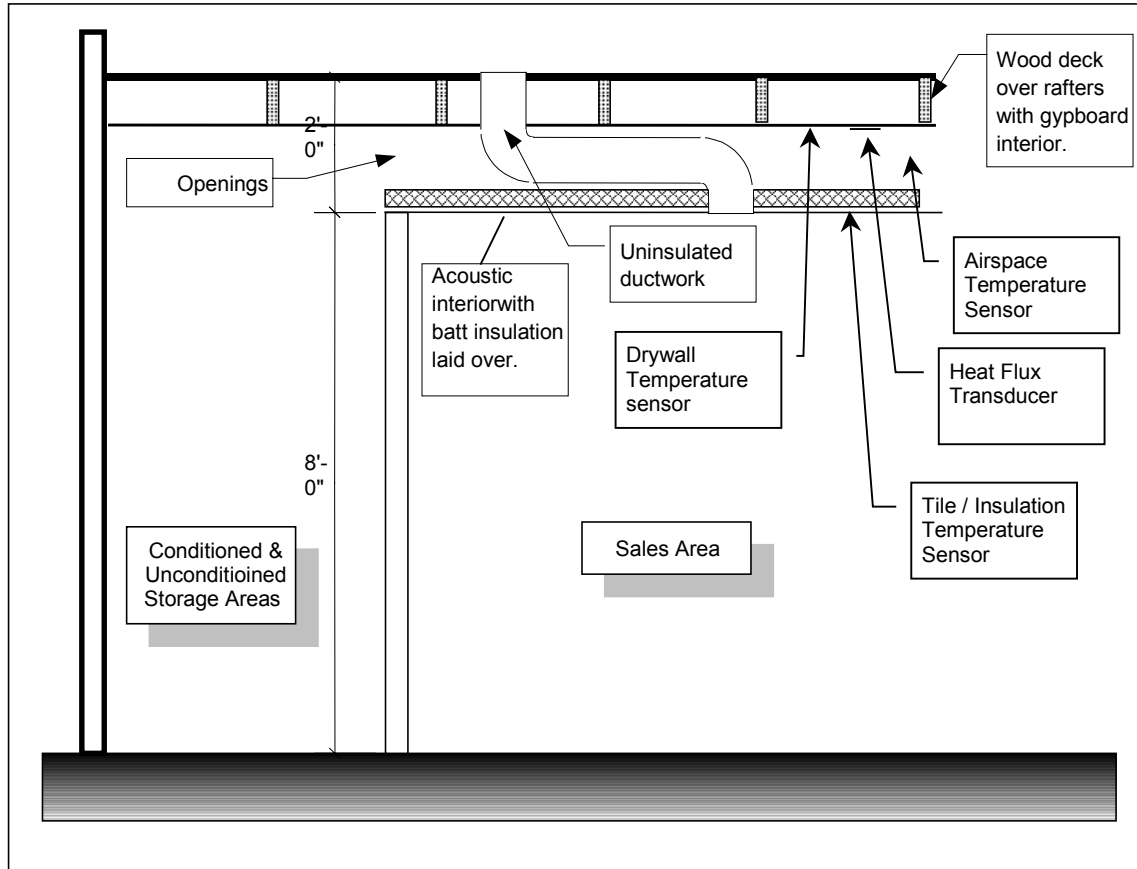 Wood deck
over rafters
with gypboard
interior.
2'-
0"
Openings
Uninsulated
ductwork
Airspace
Temperature
Sensor
Acoustic
interiorwith
batt insulation
laid over.
Drywall
Temperature
sensor
Heat Flux
Transducer
8'-
0"
Tile / Insulation
Temperature
Sensor
Conditioned &
Unconditioined
Storage Areas
Sales Area